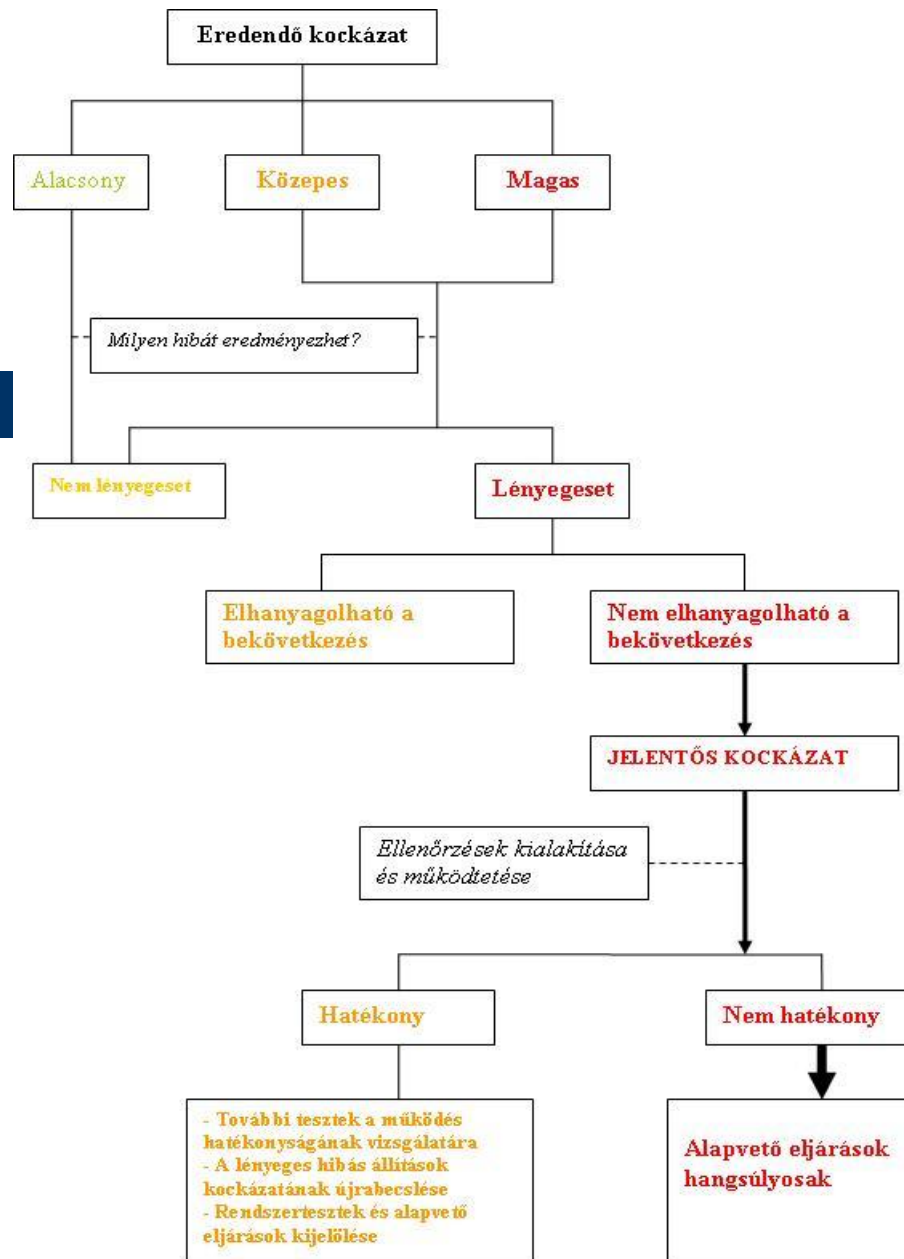 Eredendő kockázat
Alacsony
Közepes
Magas
Milyen hibát eredményezhet?
Nem lényegeset
Lényegeset
Elhanyagolható a
bekövetkezés
Nem elhanyagolható a
bekövetkezés
JELENTŐS KOCKÁZAT
Ellenőrzések kialakítása
és működtetése
Hatékony
Nem hatékony
- További tesztek a működés
hatékonyságának vizsgálatára
- A lényeges hibás állítások
kockázatának újrabecslése
- Rendszertesztek és alapvető
eljárások kijelölése
Alapvető eljárások
hangsúlyosak